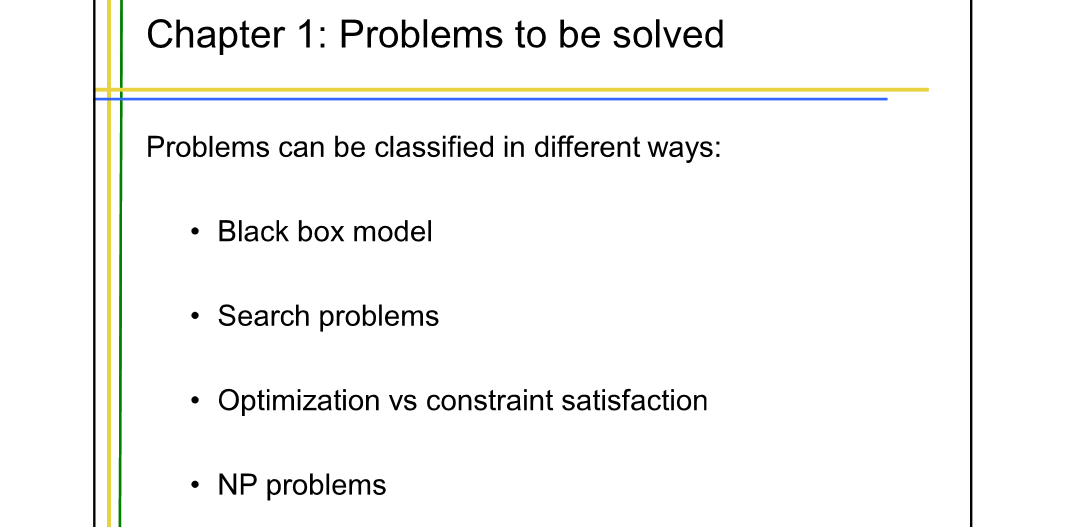 Chapter 1: Problems to be solved
Problems can be classified in different ways:
• Black box model
• Search problems
• Optimization vs constraint satisfaction
• NP problems